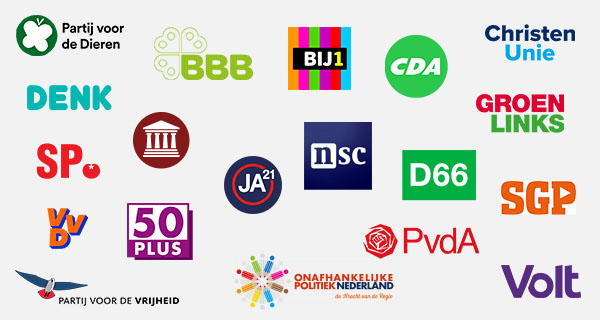 Partij voor
de Dieren
BBB
BIJ1
CDA
Christen
Unie
DENK
GROEN
LINKS
SP
nsc
JA21
D66
SGP
VVD
50
PLUS
PvdA
PARTIJ VOOR DE VRIJHEID
ONAFHANKELIJKE
POLITIEK NEDERLAND
de Kracht van de Regio
Volt